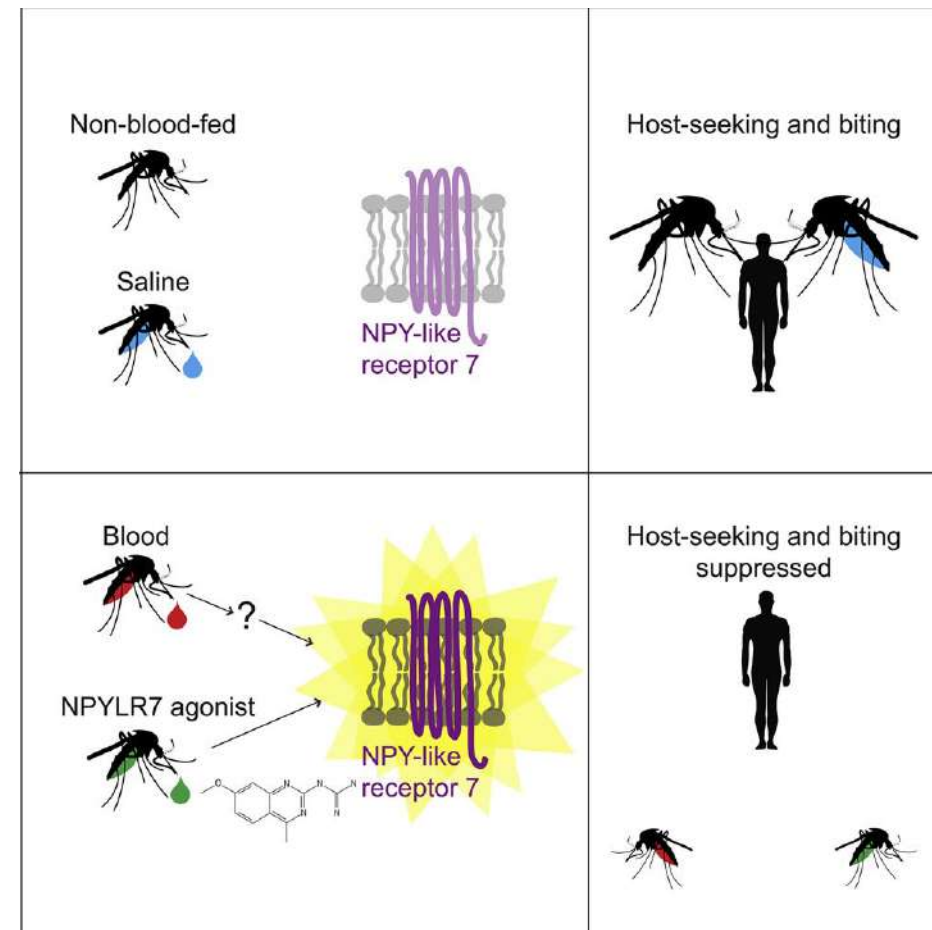 Non-blood-fed
Saline
NPY-like
receptor 7
Host-seeking and biting
Blood
?
NPYLR7 agonist
O
N
N
N
N
N
NPY-like
receptor 7
Host-seeking and biting
suppressed